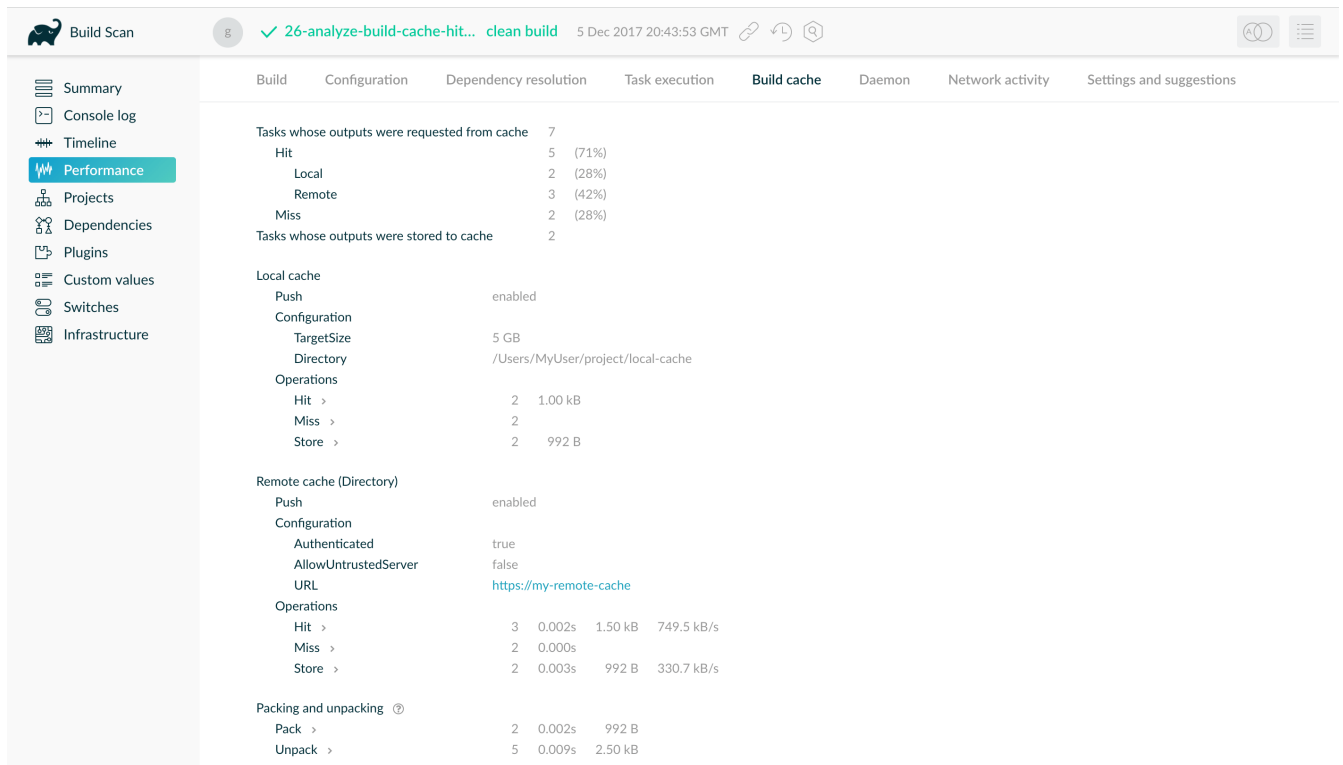 Build Scan
g 26-analyze-build-cache-hit... clean build 5 Dec 2017 20:43:53 GMT
A
Summary
Console log
Timeline
Performance
Projects
Dependencies
Plugins
Custom values
Switches
Infrastructure
Build Configuration Dependency resolution Task execution Build cache Daemon Network activity Settings and suggestions
Tasks whose outputs were requested from cache 7
Hit 5 (71%)
Local 2 (28%)
Remote 3 (42%)
Miss 2 (28%)
Tasks whose outputs were stored to cache 2
Local cache
Push enabled
Configuration
TargetSize 5 GB
Directory /Users/MyUser/project/local-cache
Operations
Hit > 2 1.00 kB
Miss > 2
Store > 2 992 B
Remote cache (Directory)
Push enabled
Configuration
Authenticated true
AllowUntrustedServer false
URL https://my-remote-cache
Operations
Hit > 3 0.002s 1.50 kB 749.5 kB/s
Miss > 2 0.000s
Store > 2 0.003s 992 B 330.7 kB/s
Packing and unpacking ?
Pack > 2 0.002s 992 B
Unpack > 5 0.009s 2.50 kB